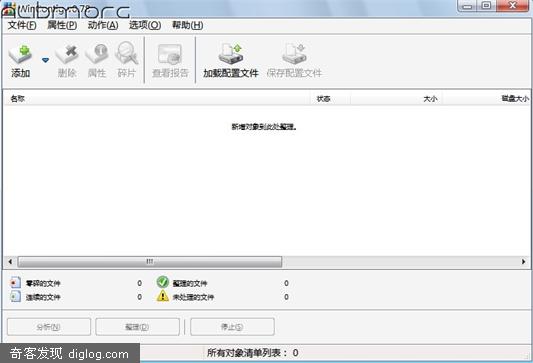 文件(F) 属性(P) 动作(A) 选项(O) 帮助(H)
添加 删除 属性 碎片 查看报告 加载配置文件 保存配置文件
名称 状态 大小 磁盘大小
新增对象到此处整理。
零碎的文件 0 整理的文件 0
连续的文件 0 未处理的文件 0
分析(N) 整理(D) 停止(S)
奇客发现 diglog.com 所有对象清单列表： 0